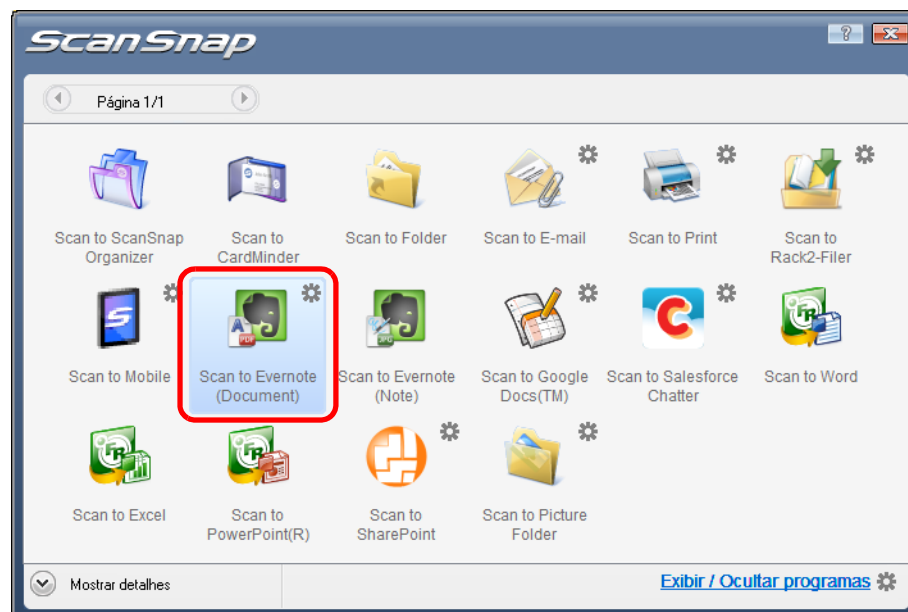 ScanSnap
?
Página 1/1
Scan to ScanSnap
Organizer
Scan to
CardMinder
Scan to Folder
Scan to E-mail
Scan to Print
Scan to
Rack2-Filer
Scan to Mobile
Scan to Evernote
(Document)
Scan to Evernote
(Note)
Scan to Google
Docs(TM)
Scan to Salesforce
Chatter
Scan to Word
Scan to Excel
Scan to
PowerPoint(R)
Scan to
SharePoint
Scan to Picture
Folder
Mostrar detalhes
Exibir / Ocultar programas